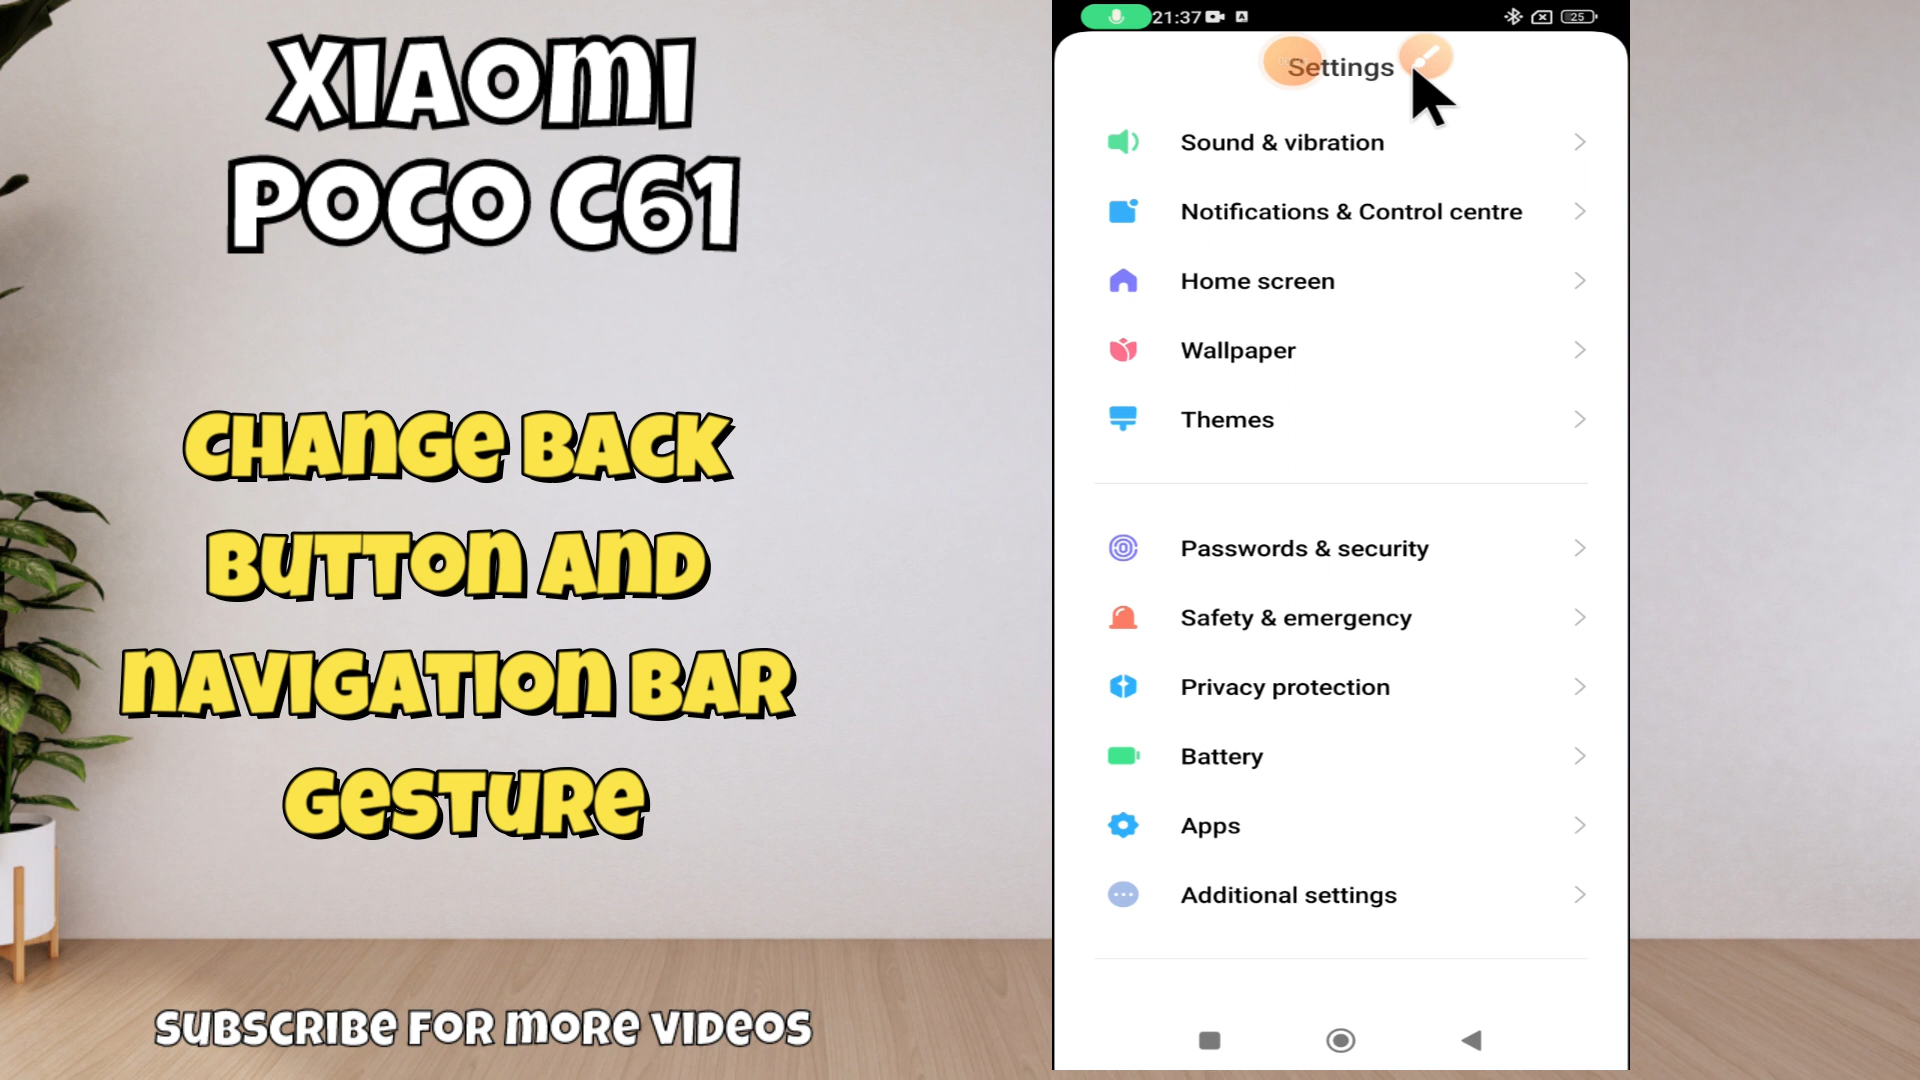 XIAOMI
POCO C61
CHANGE BACK
BUTTON AND
NAVIGATION BAR
GESTURE
SUBSCRIBE FOR MORE VIDEOS
21:37
25
Settings
Sound & vibration
Notifications & Control centre
Home screen
Wallpaper
Themes
Passwords & security
Safety & emergency
Privacy protection
Battery
Apps
Additional settings